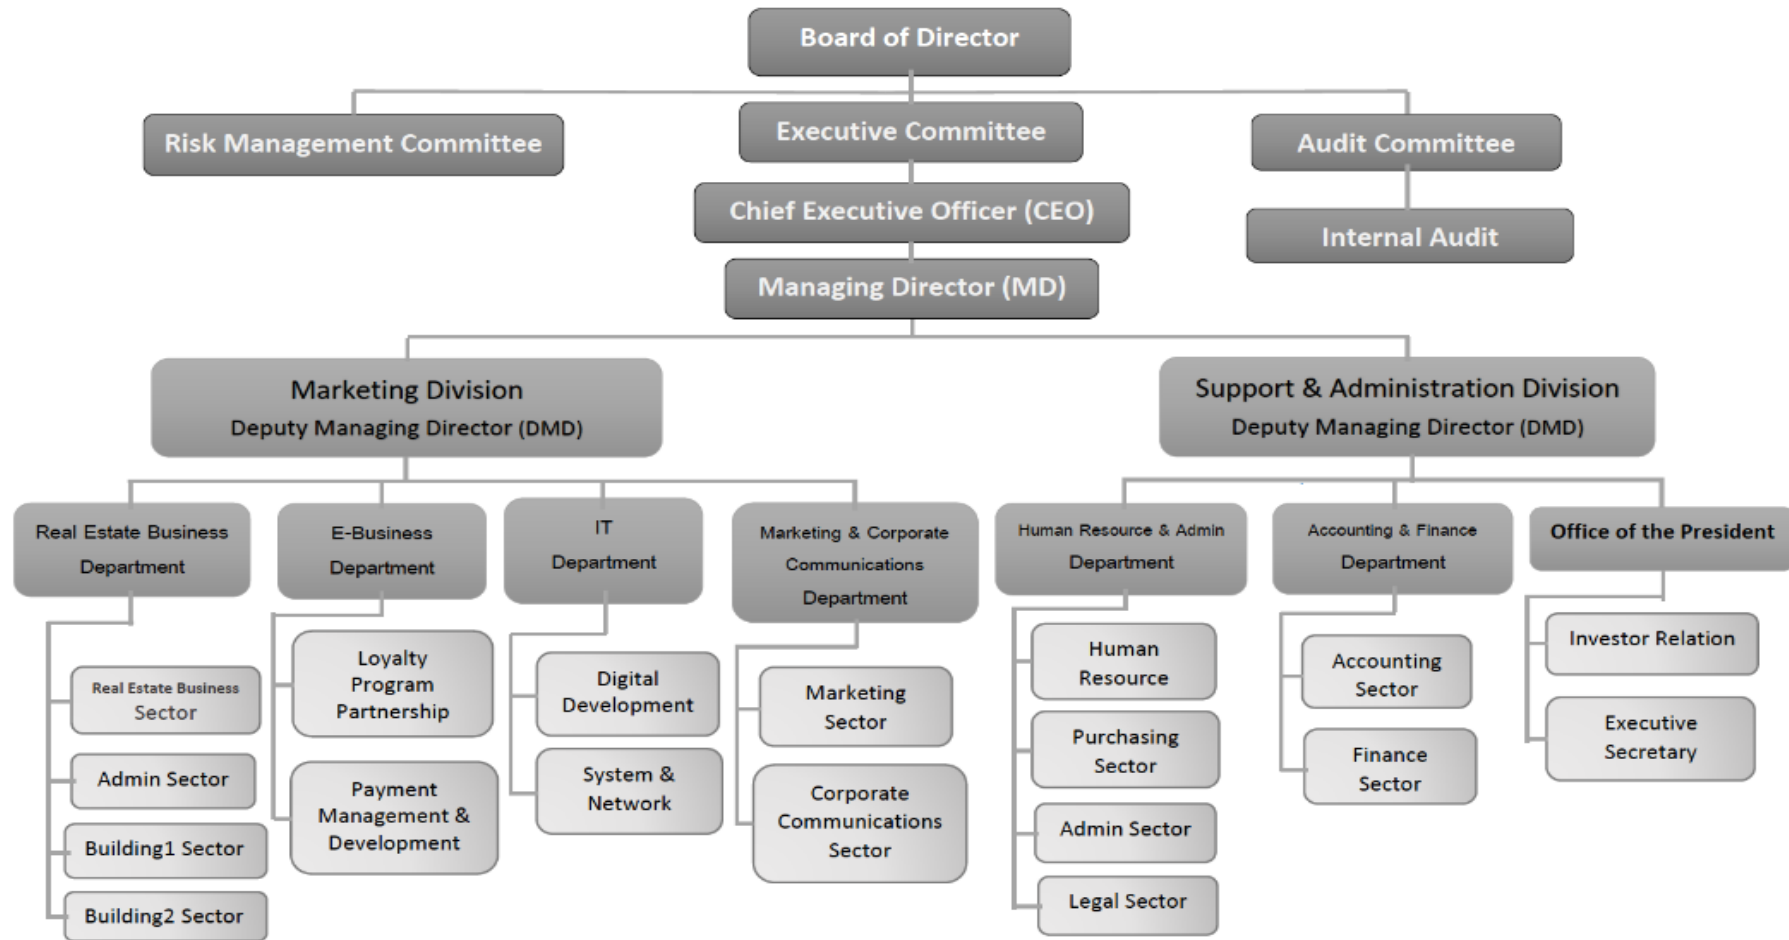 Board of Director
Risk Management Committee
Executive Committee
Audit Committee
Chief Executive Officer (CEO)
Internal Audit
Managing Director (MD)
Marketing Division
Deputy Managing Director (DMD)
Support & Administration Division
Deputy Managing Director (DMD)
Real Estate Business
Department
E-Business
Department
IT
Department
Marketing & Corporate
Communications
Department
Human Resource & Admin
Department
Accounting & Finance
Department
Office of the President
Real Estate Business
Sector
Admin Sector
Building1 Sector
Building2 Sector
Loyalty
Program
Partnership
Payment
Management &
Development
Digital
Development
System &
Network
Marketing
Sector
Corporate
Communications
Sector
Human
Resource
Purchasing
Sector
Admin Sector
Legal Sector
Accounting
Sector
Finance
Sector
Investor Relation
Executive
Secretary